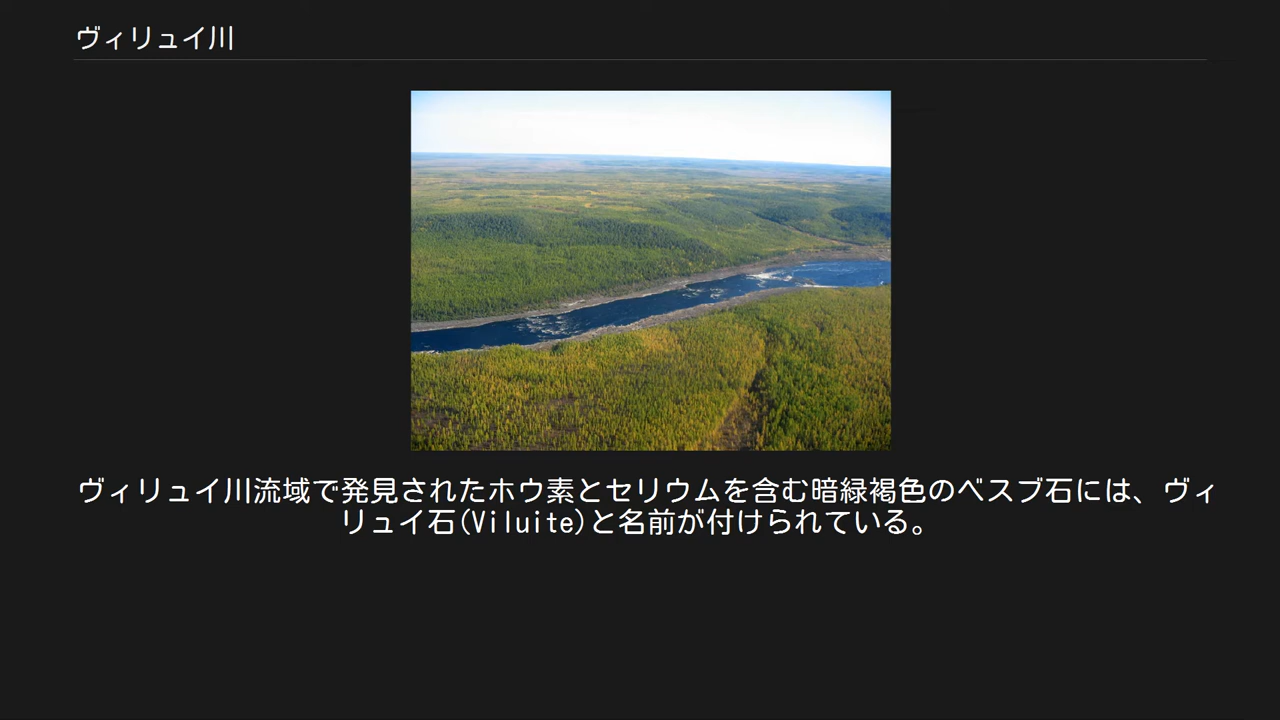 ヴィリュイ川
ヴィリュイ川流域で発見されたホウ素とセリウムを含む暗緑褐色のベスブ石には、ヴィ
リュイ石(Viluite)と名前が付けられている。